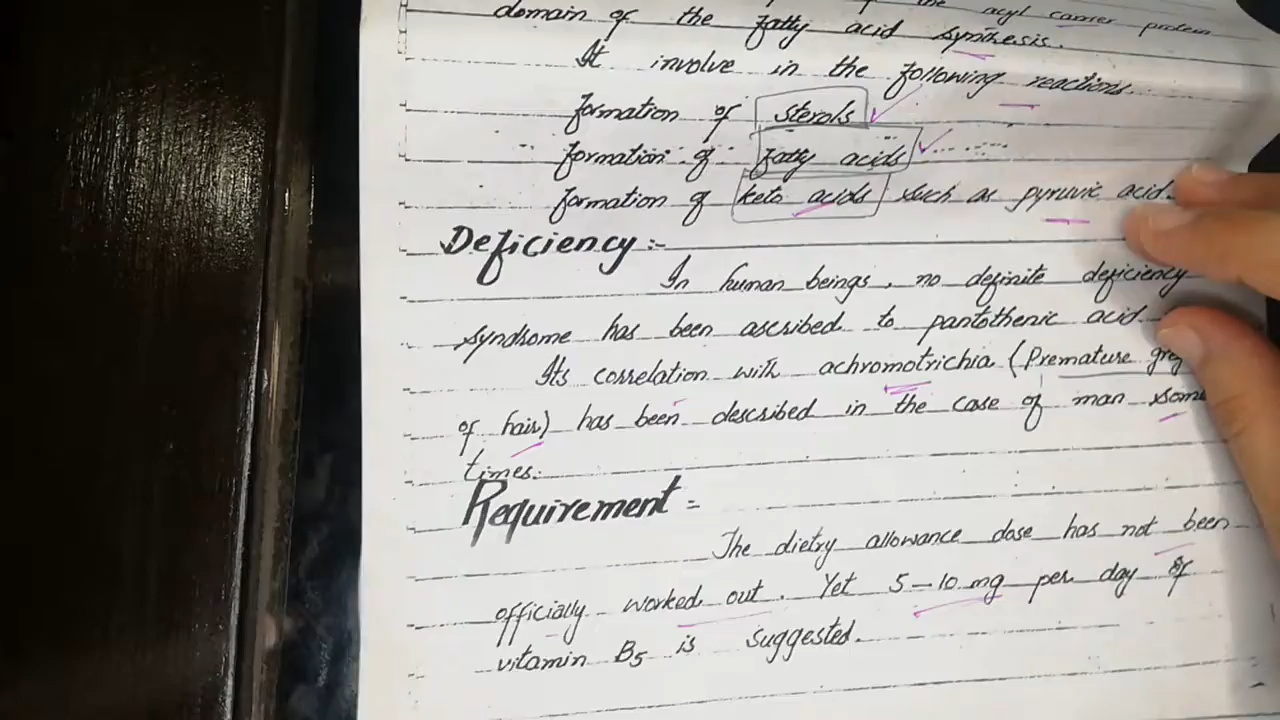 the acyl carrier protein
domain of the fatty acid synthesis.
It involve in the following reactions.
formation of sterols
formation of fatty acids
formation of keto acids such as pyruvic acid.
Deficiency :-
In human beings, no definite deficiency
syndrome has been ascribed to pantothenic acid
Its correlation with achromotrichia (Premature
of hair) has been described in the case of man some
times.
Requirement =
The dietry allowance dose has not been
officially worked out. Yet 5-10 mg per day of
vitamin B5 is suggested.